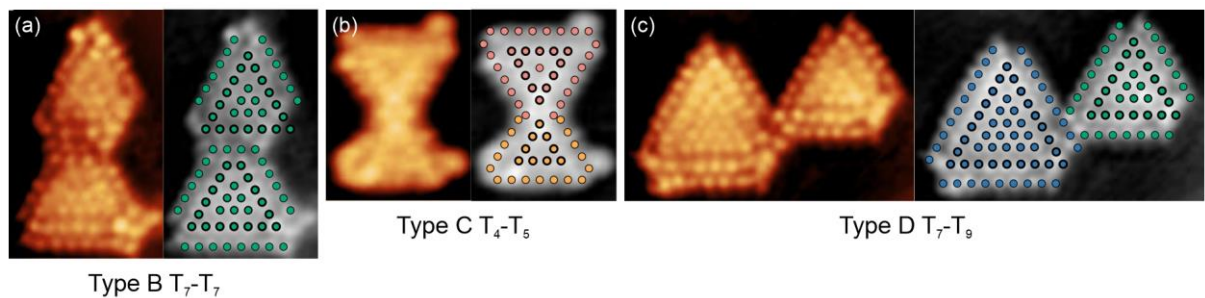 (a)
(b)
(c)
Type B T₇-T₇
Type C T₄-T₅
Type D T₇-T₉